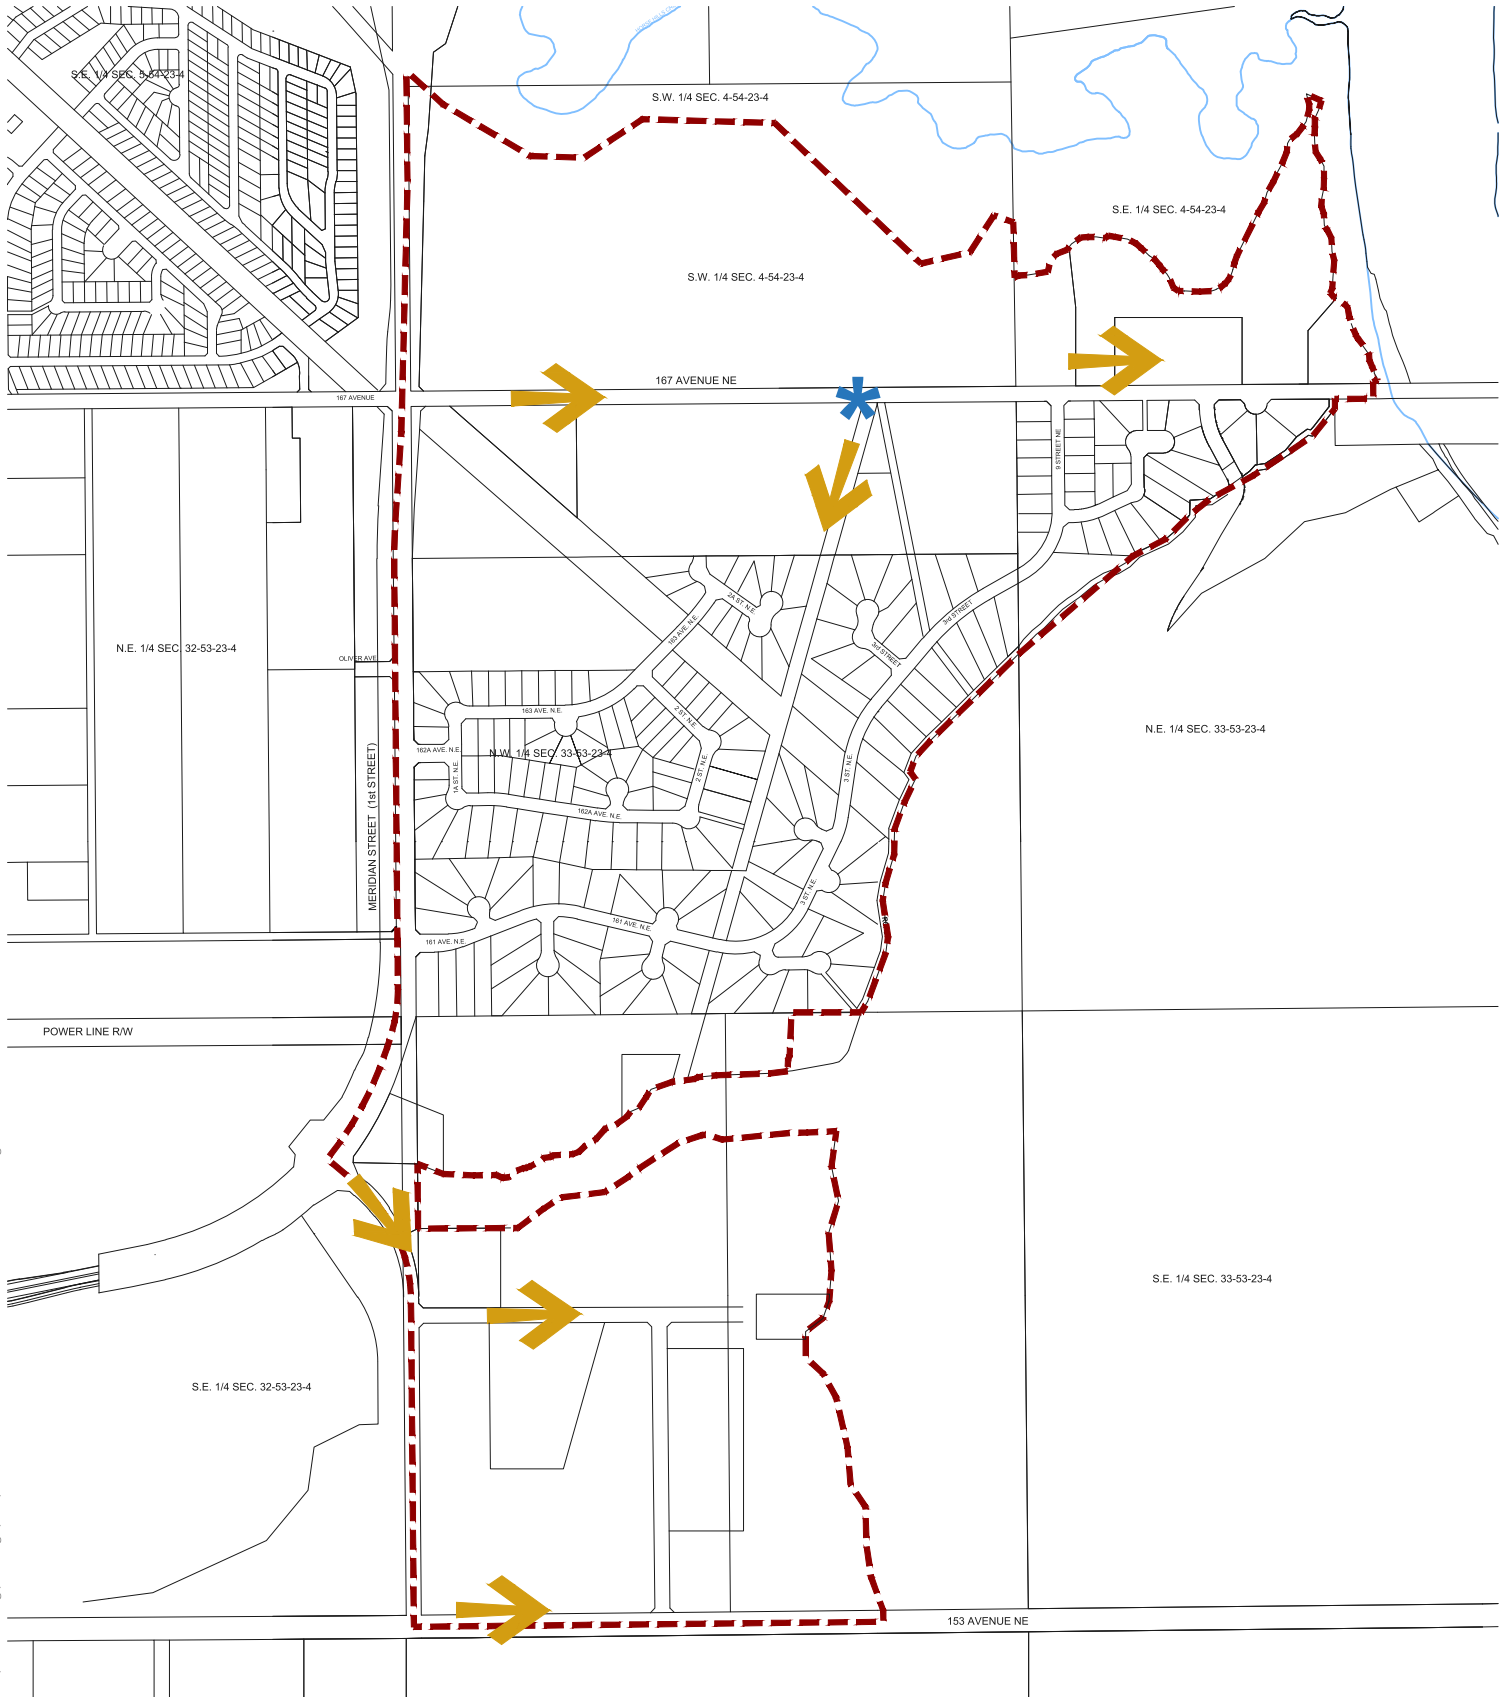 S.E. 1/4 SEC. 5-54-23-4
S.W. 1/4 SEC. 4-54-23-4
S.E. 1/4 SEC. 4-54-23-4
S.W. 1/4 SEC. 4-54-23-4
167 AVENUE NE
167 AVENUE
9 STREET NE
2A ST. N.E.
3rd STREET
163 AVE. N.E.
3rd STREET
N.E. 1/4 SEC. 32-53-23-4
OLIVER AVE
163 AVE. N.E.
2 ST. N.E.
N.E. 1/4 SEC. 33-53-23-4
162A AVE. N.E.
N.W. 1/4 SEC. 33-53-23-4
1A ST. N.E.
2 ST. N.E.
3 ST. N.E.
MERIDIAN STREET (1st STREET)
162A AVE. N.E.
3 ST. N.E.
161 AVE. N.E.
161 AVE. N.E.
POWER LINE R/W
S.E. 1/4 SEC. 33-53-23-4
S.E. 1/4 SEC. 32-53-23-4
153 AVENUE NE